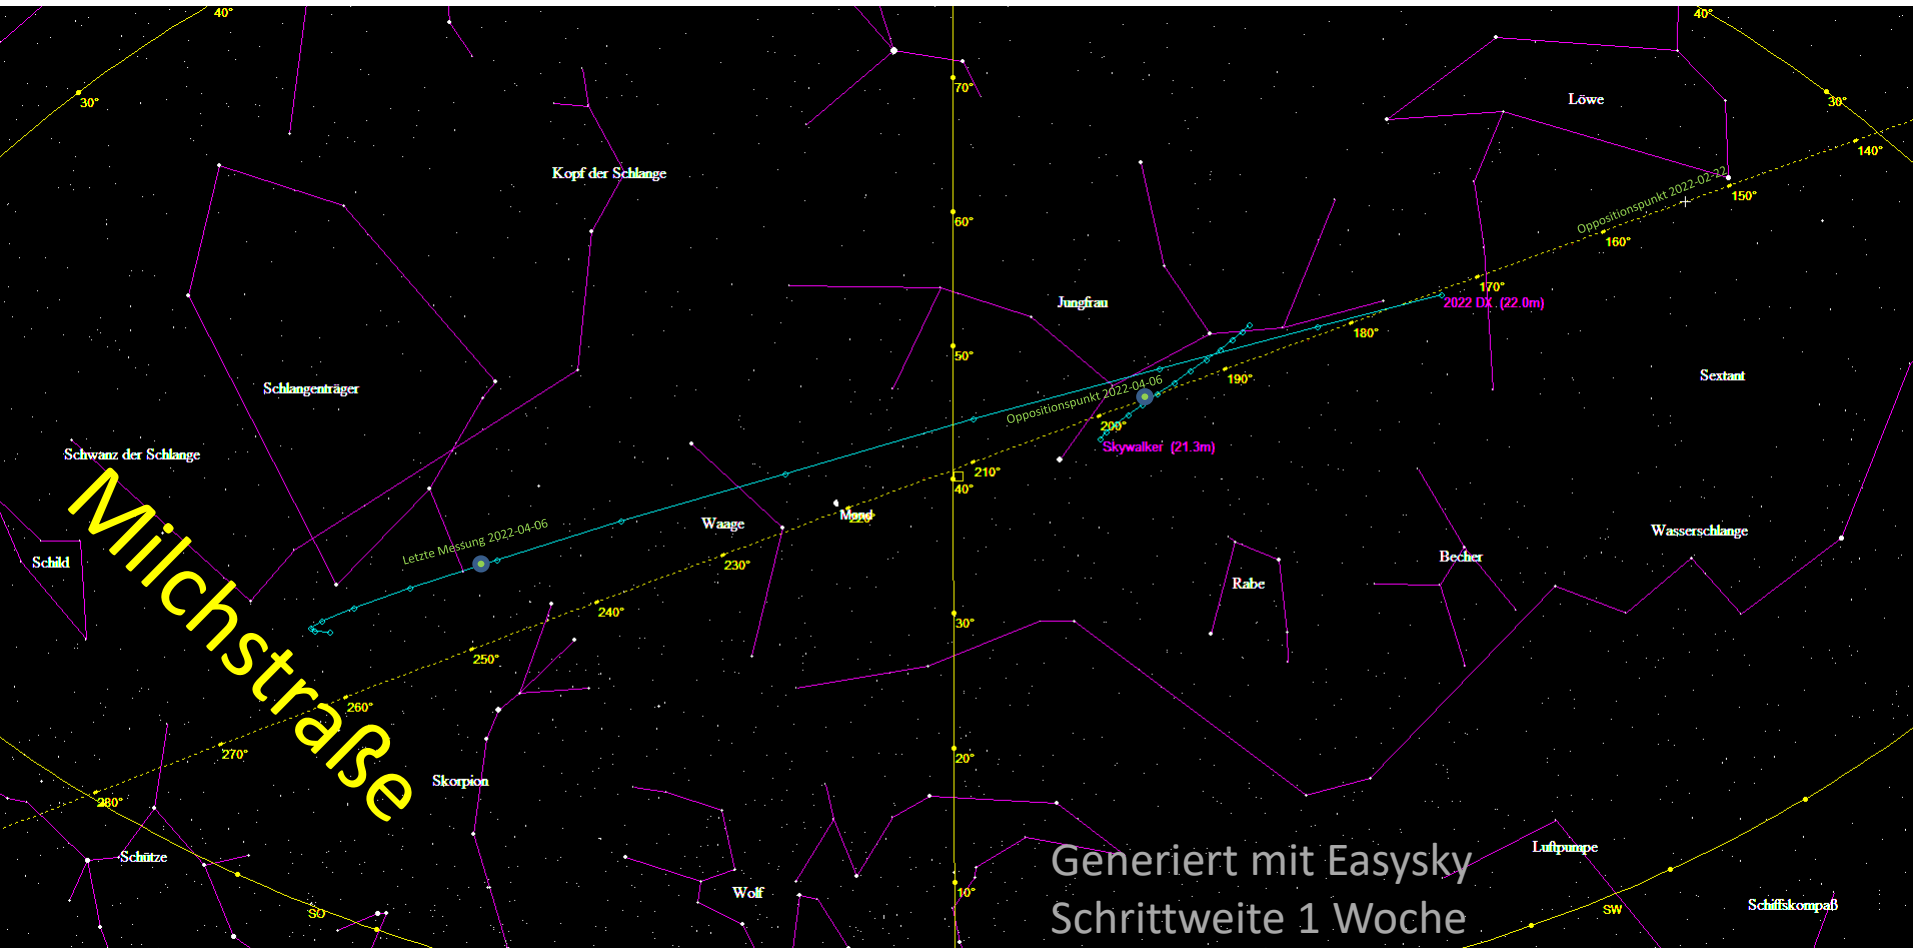 40°
40°
30°
70°
Löwe
30°
140°
Kopf der Schlange
Oppositionspunkt 2022-02-22
150°
60°
160°
170°
Jungfrau
2022 DX (22.0m)
180°
50°
Sextant
190°
Schlangenträger
Oppositionspunkt 2022-04-06
200°
Skywalker (21.3m)
Schwanz der Schlange
210°
40°
Mond
Waage
Wasserschlange
Letzte Messung 2022-04-06
Schild
230°
Becher
Rabe
Milchstraße
240°
30°
250°
260°
270°
20°
Skorpion
280°
Schütze
Luftpumpe
Generiert mit Easysky
Schrittweite 1 Woche
Wolf
10°
SO
SW
Schiffskompaß